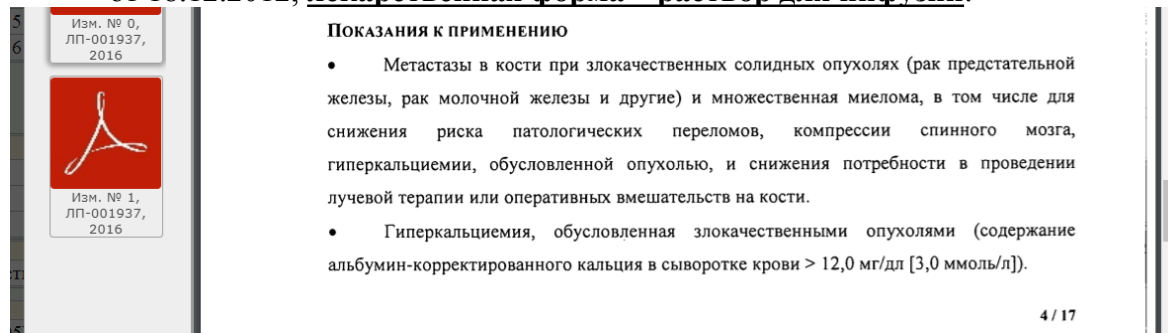 Изм. № 0,
ЛП-001937,
2016
Изм. № 1,
ЛП-001937,
2016
Показания к применению
• Метастазы в кости при злокачественных солидных опухолях (рак предстательной
железы, рак молочной железы и другие) и множественная миелома, в том числе для
снижения риска патологических переломов, компрессии спинного мозга,
гиперкальциемии, обусловленной опухолью, и снижения потребности в проведении
лучевой терапии или оперативных вмешательств на кости.
• Гиперкальциемия, обусловленная злокачественными опухолями (содержание
альбумин-корректированного кальция в сыворотке крови > 12,0 мг/дл [3,0 ммоль/л]).
4 / 17